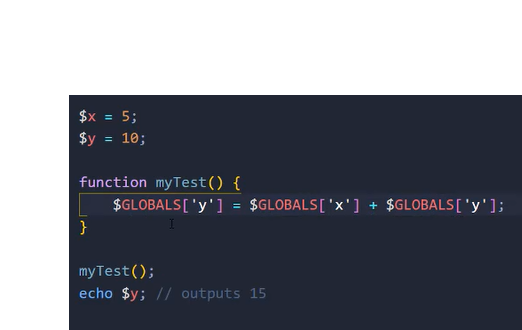 $x = 5;
$y = 10;
function myTest() {
$GLOBALS['y'] = $GLOBALS['x'] + $GLOBALS['y'];
}
myTest();
echo $y; // outputs 15